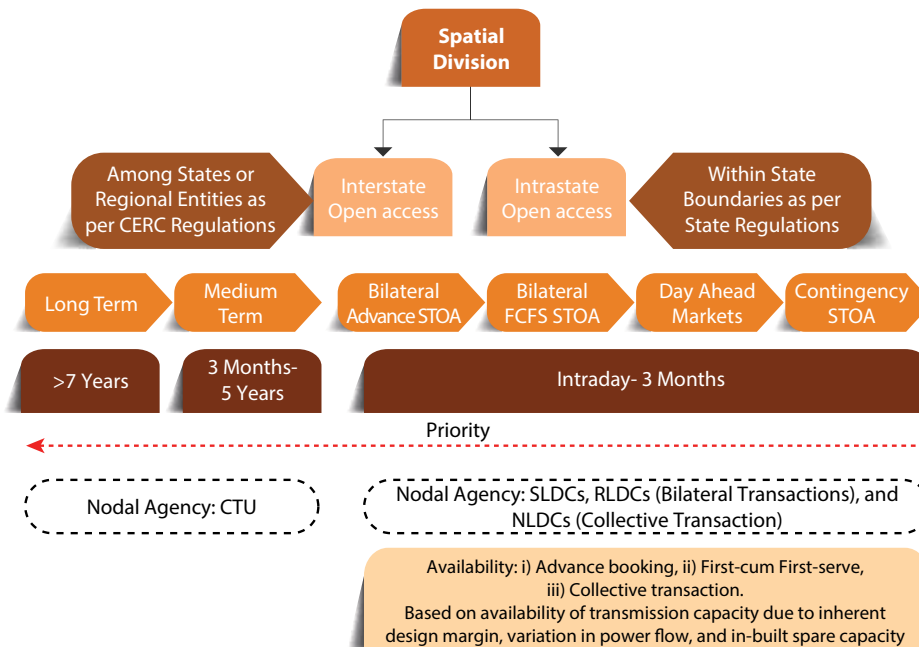 Spatial
Division
Among States or
Regional Entities as
per CERC Regulations
Interstate
Open access
Intrastate
Open access
Within State
Boundaries as per
State Regulations
Long Term
Medium
Term
Bilateral
Advance STOA
Bilateral
FCFS STOA
Day Ahead
Markets
Contingency
STOA
>7 Years
3 Months-
5 Years
Intraday- 3 Months
Priority
Nodal Agency: CTU
Nodal Agency: SLDCs, RLDCs (Bilateral Transactions), and
NLDCs (Collective Transaction)
Availability: i) Advance booking, ii) First-cum First-serve,
iii) Collective transaction.
Based on availability of transmission capacity due to inherent
design margin, variation in power flow, and in-built spare capacity